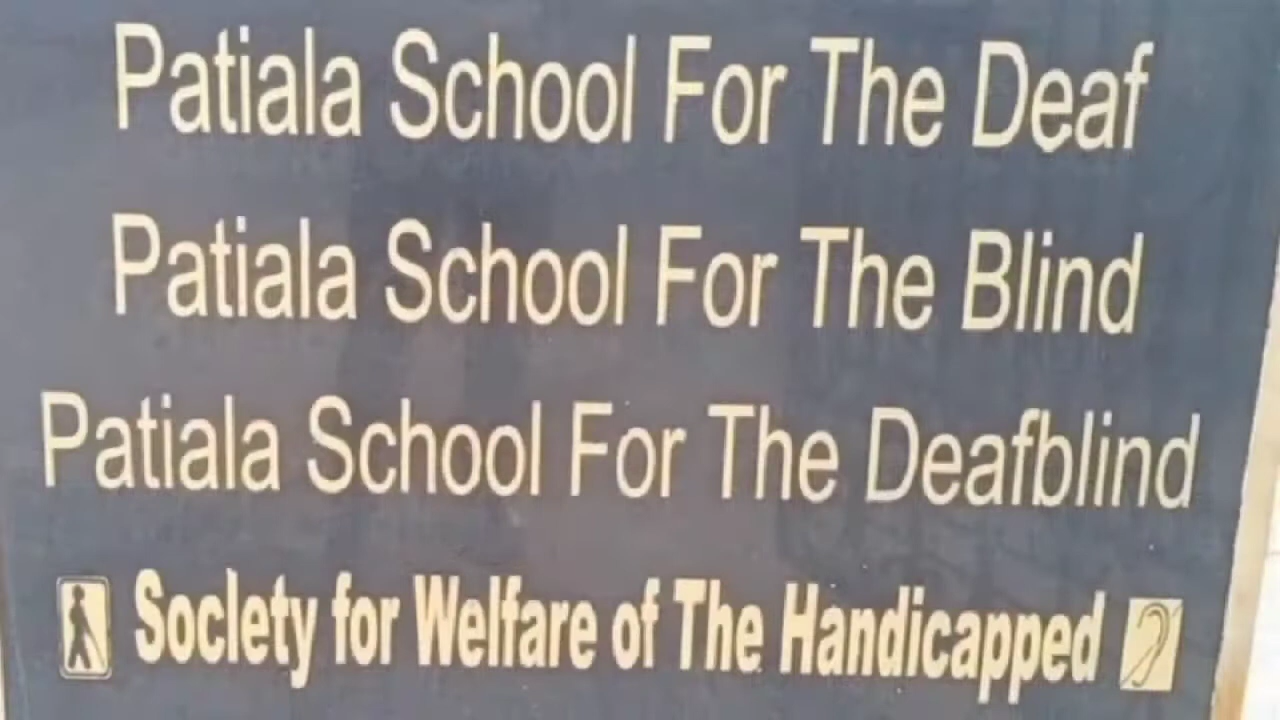 Patiala School For The Deaf
Patiala School For The Blind
Patiala School For The Deafblind
Society for Welfare of The Handicapped